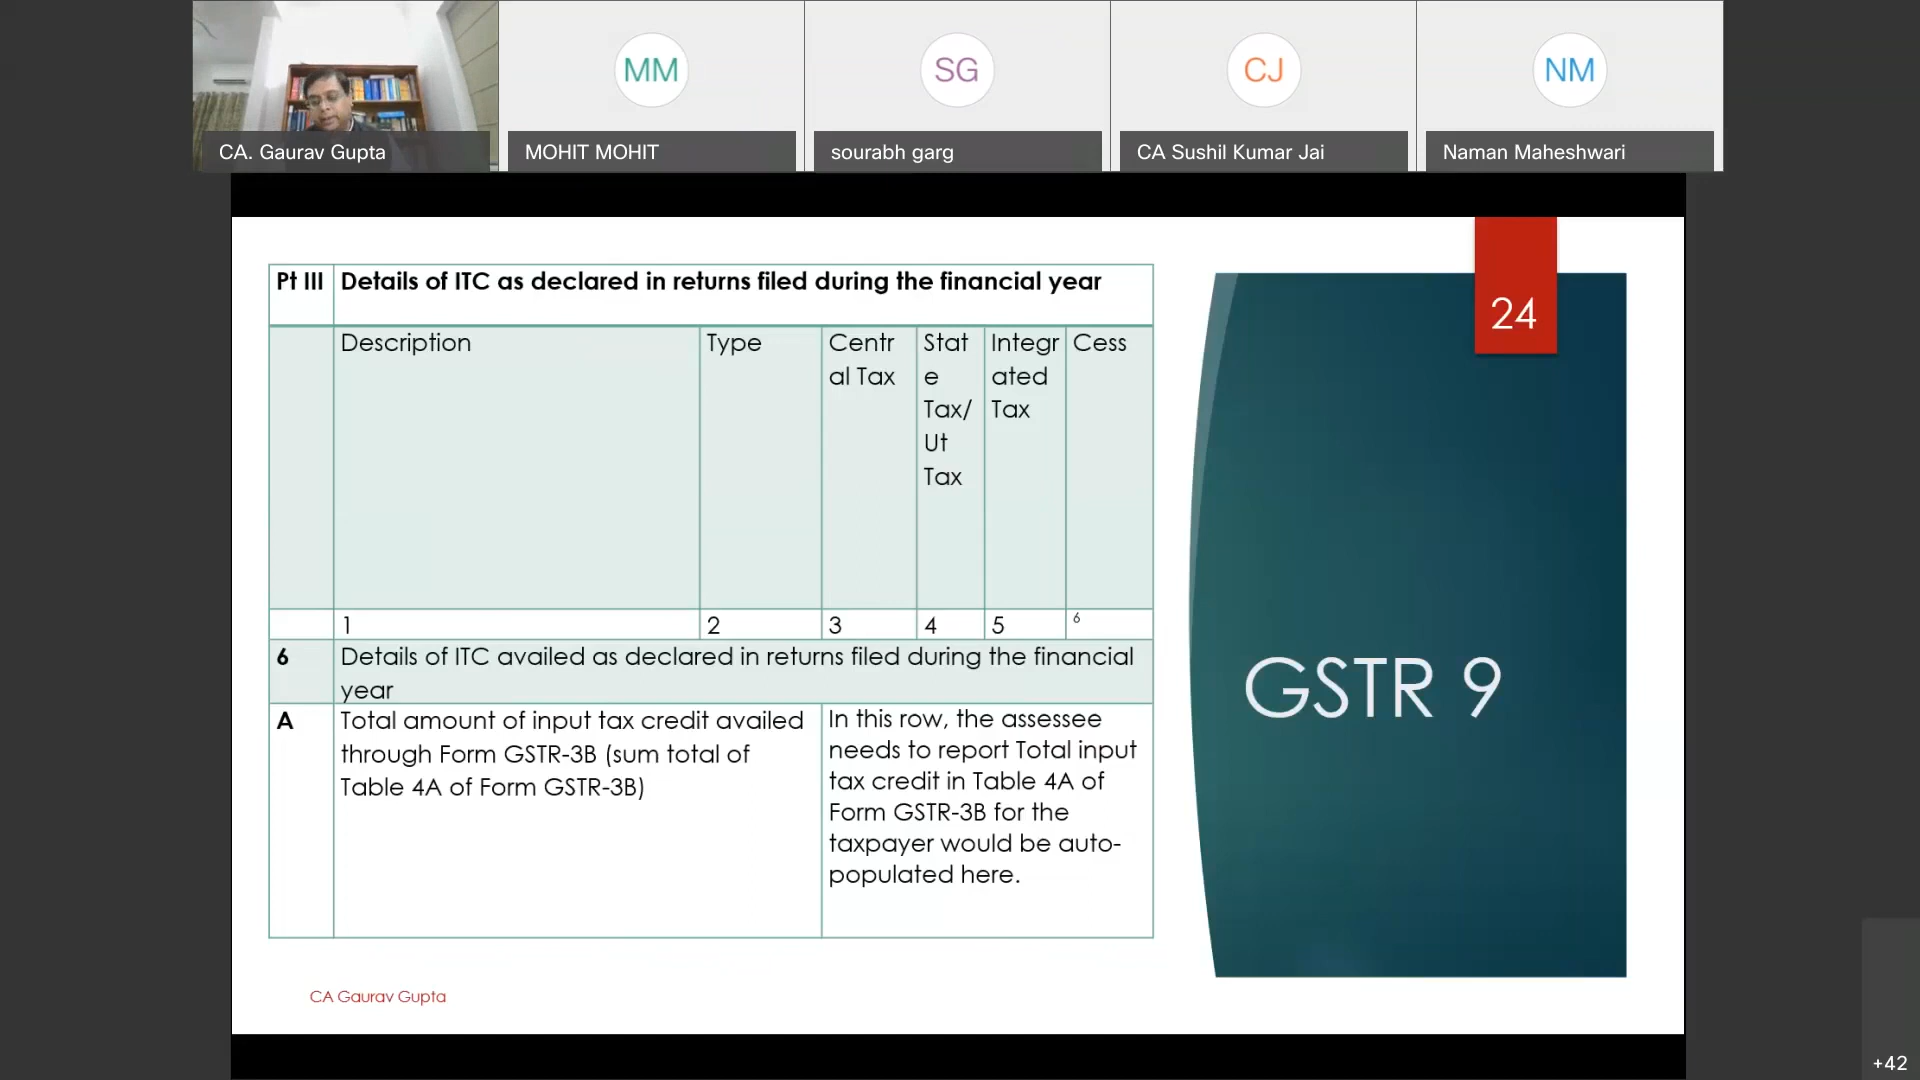 MM
SG
CJ
NM
CA. Gaurav Gupta
MOHIT MOHIT
sourabh garg
CA Sushil Kumar Jai
Naman Maheshwari
Pt III
Details of ITC as declared in returns filed during the financial year
Description
Type
Centr
al Tax
Stat
e
Tax/
Ut
Tax
Integr
ated
Tax
Cess
1
2
3
4
5
6
6
Details of ITC availed as declared in returns filed during the financial
year
A
Total amount of input tax credit availed
through Form GSTR-3B (sum total of
Table 4A of Form GSTR-3B)
In this row, the assessee
needs to report Total input
tax credit in Table 4A of
Form GSTR-3B for the
taxpayer would be auto-
populated here.
24
GSTR 9
CA Gaurav Gupta
+42